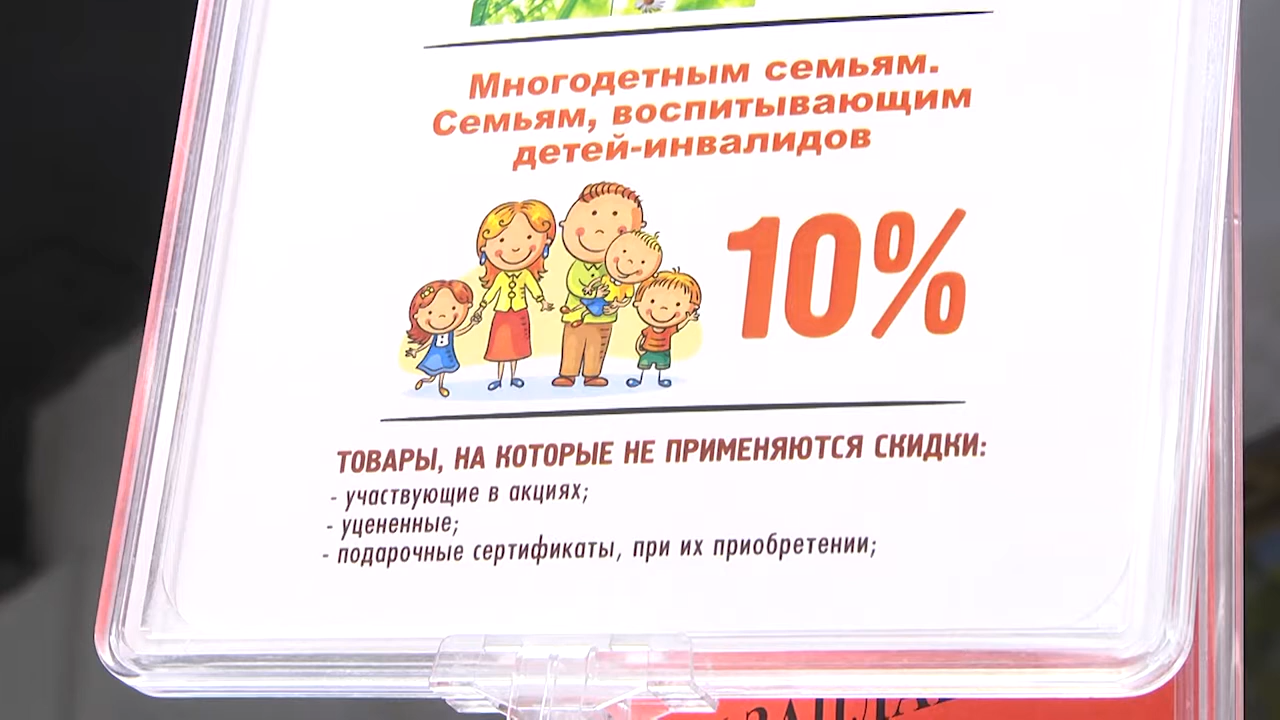 Многодетным семьям.
Семьям, воспитывающим
детей-инвалидов
10%
ТОВАРЫ, НА КОТОРЫЕ НЕ ПРИМЕНЯЮТСЯ СКИДКИ:
- участвующие в акциях;
- уцененные;
- подарочные сертификаты, при их приобретении;